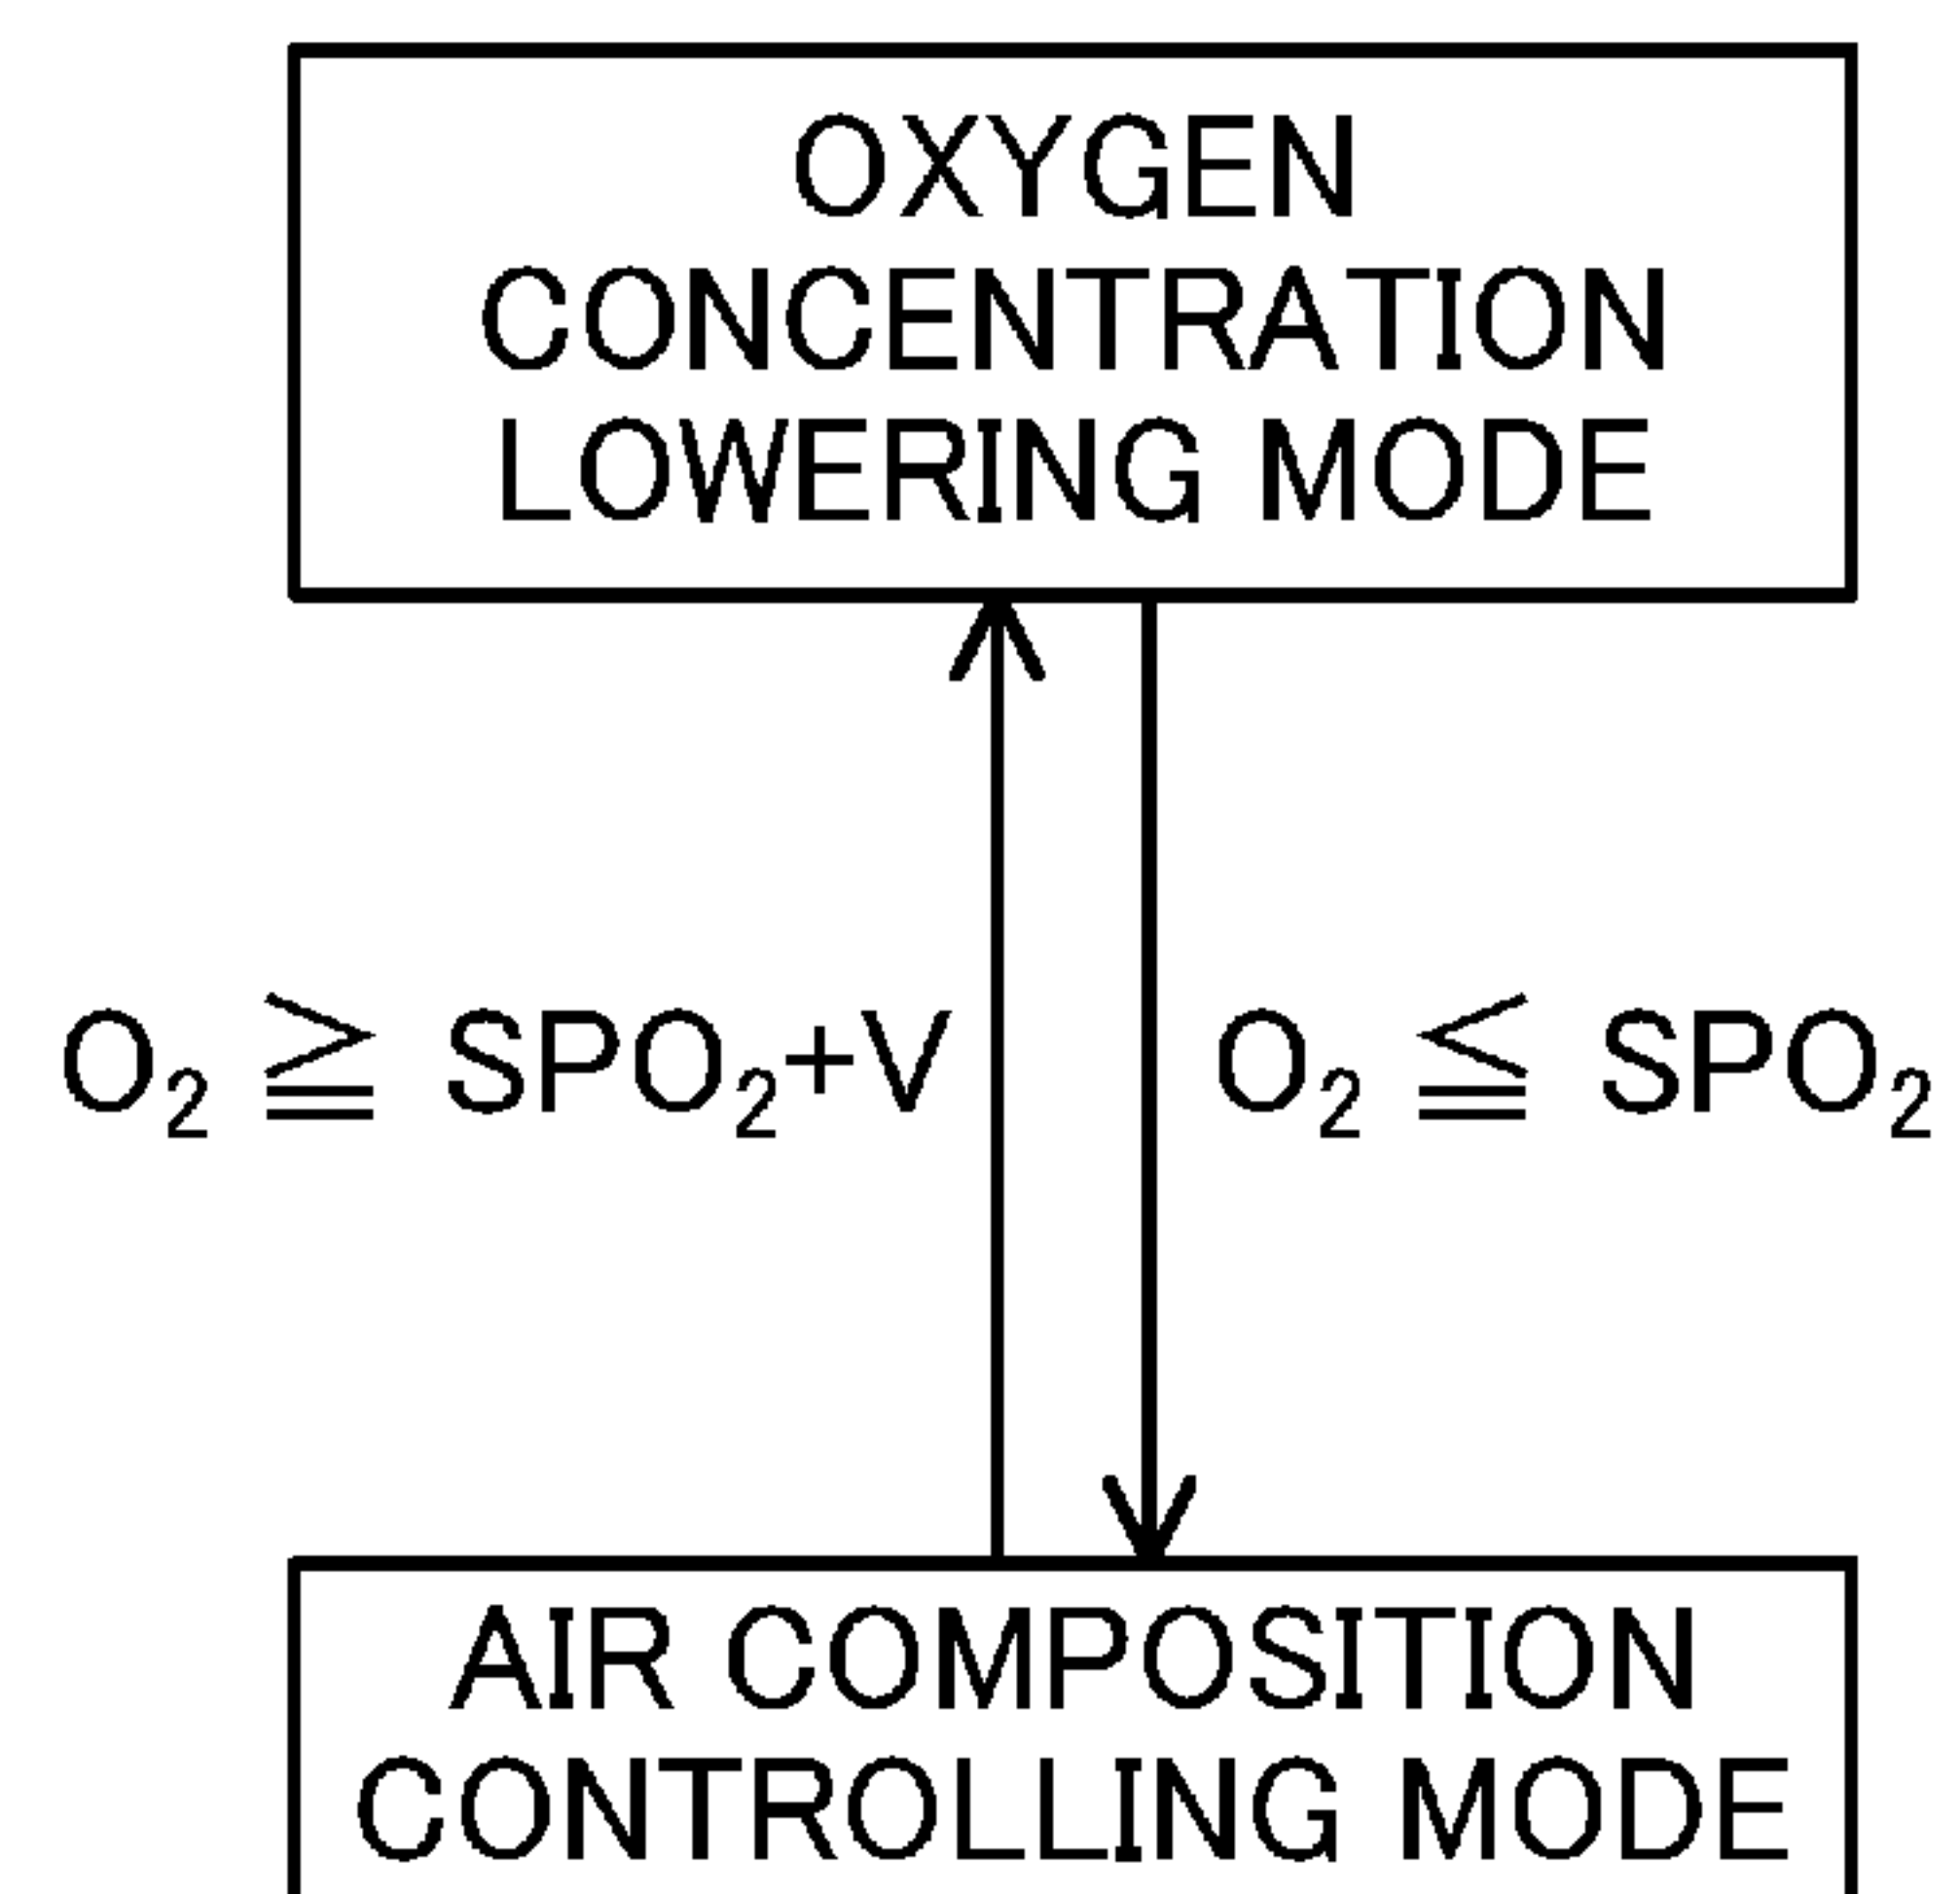 OXYGEN
CONCENTRATION
LOWERING MODE
O₂ ≧ SPO₂+V
O₂ ≦ SPO₂
AIR COMPOSITION
CONTROLLING MODE